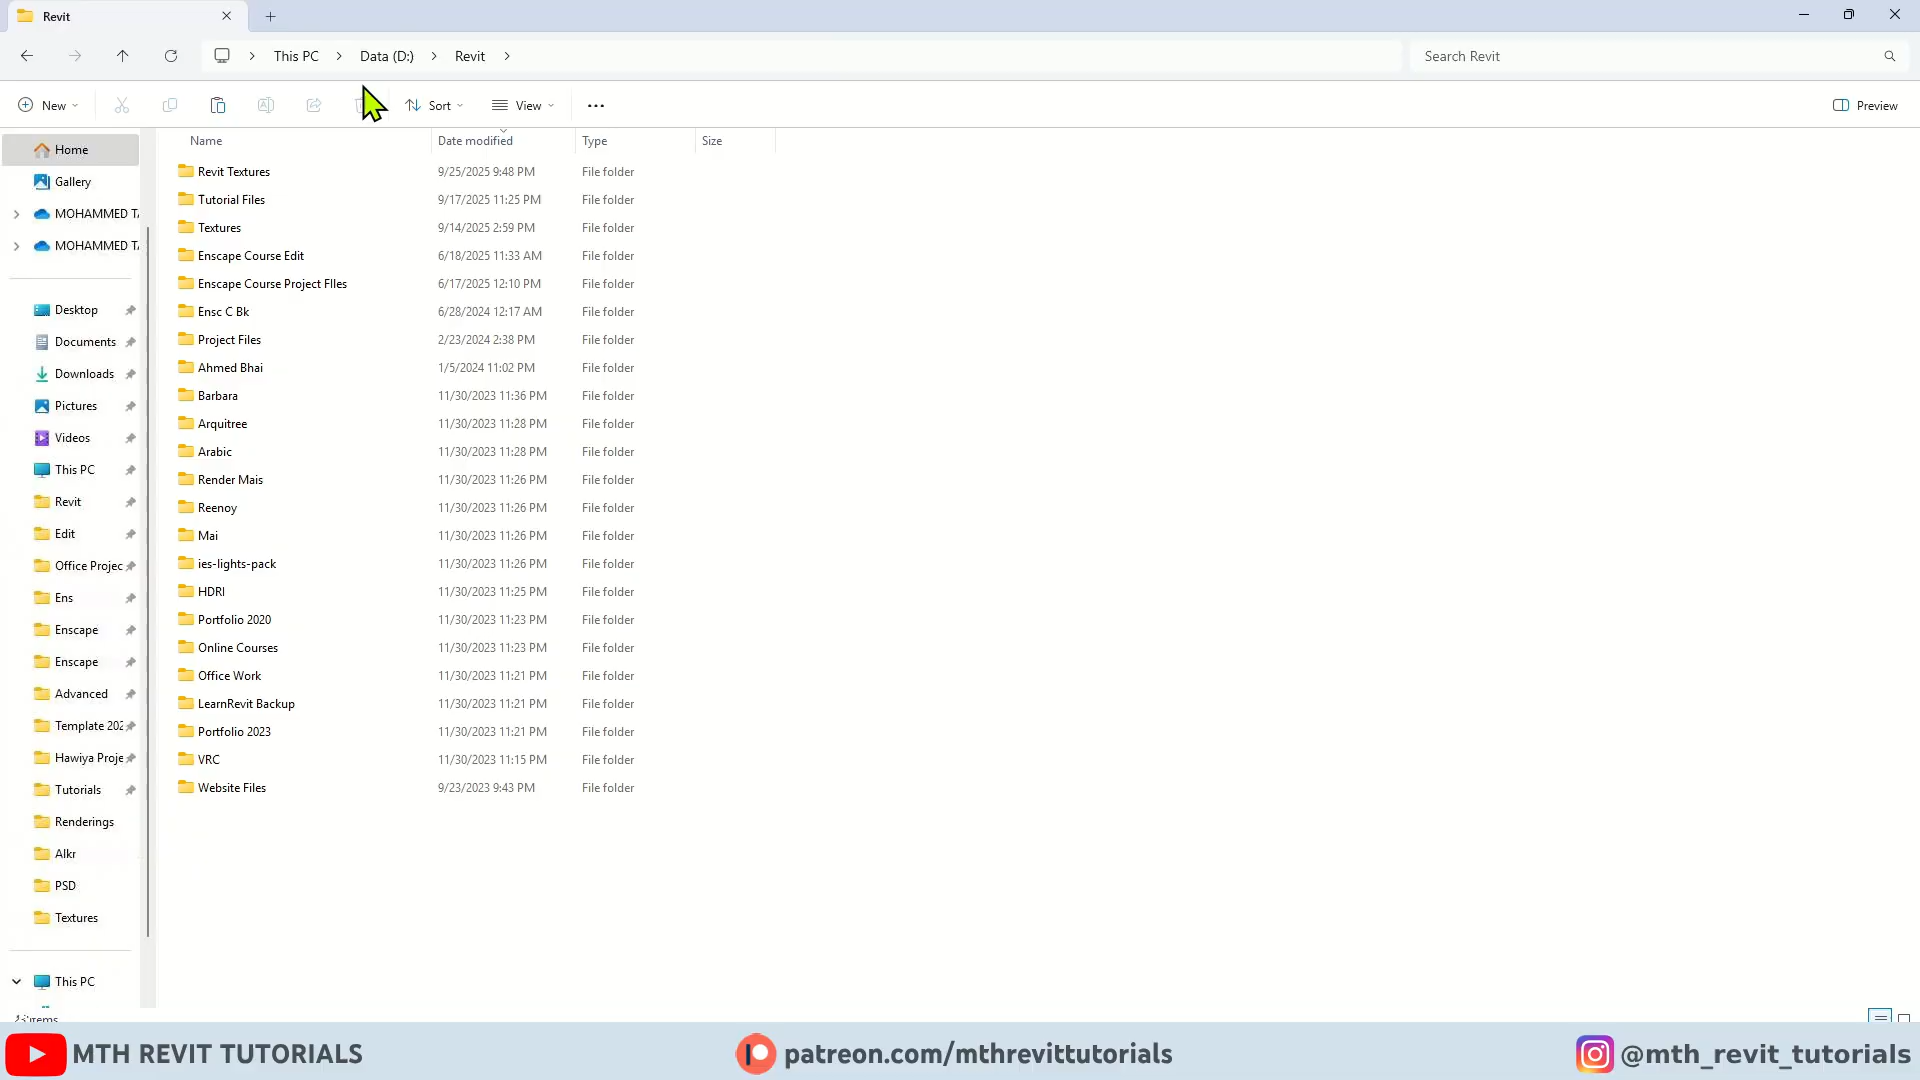 Revit
This PC
Data (D:)
Revit
Search Revit
New
Sort
View
Preview
Name
Date modified
Type
Size
Home
Gallery
MOHAMMED
MOHAMMED
Desktop
Documents
Downloads
Pictures
Videos
This PC
Revit
Edit
Office Projec
Ens
Enscape
Enscape
Advanced
Template 202
Hawiya Proje
Tutorials
Renderings
Alkr
PSD
Textures
This PC
Revit Textures 9/25/2025 9:48 PM File folder
Tutorial Files 9/17/2025 11:25 PM File folder
Textures 9/14/2025 2:59 PM File folder
Enscape Course Edit 6/18/2025 11:33 AM File folder
Enscape Course Project FIles 6/17/2025 12:10 PM File folder
Ensc C Bk 6/28/2024 12:17 AM File folder
Project Files 2/23/2024 2:38 PM File folder
Ahmed Bhai 1/5/2024 11:02 PM File folder
Barbara 11/30/2023 11:36 PM File folder
Arquitree 11/30/2023 11:28 PM File folder
Arabic 11/30/2023 11:28 PM File folder
Render Mais 11/30/2023 11:26 PM File folder
Reenoy 11/30/2023 11:26 PM File folder
Mai 11/30/2023 11:26 PM File folder
ies-lights-pack 11/30/2023 11:26 PM File folder
HDRI 11/30/2023 11:25 PM File folder
Portfolio 2020 11/30/2023 11:23 PM File folder
Online Courses 11/30/2023 11:23 PM File folder
Office Work 11/30/2023 11:21 PM File folder
LearnRevit Backup 11/30/2023 11:21 PM File folder
Portfolio 2023 11/30/2023 11:21 PM File folder
VRC 11/30/2023 11:15 PM File folder
Website Files 9/23/2023 9:43 PM File folder
items
MTH REVIT TUTORIALS
patreon.com/mthrevittutorials
@mth_revit_tutorials